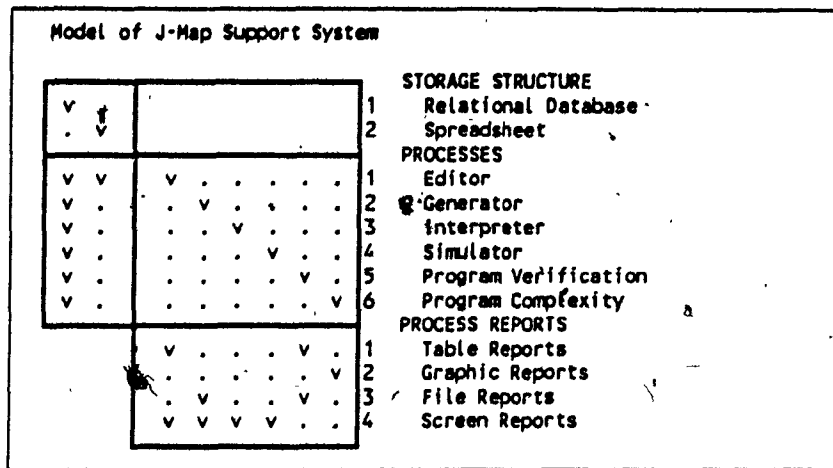 Model of J-Map Support System
STORAGE STRUCTURE
v 1 Relational Database
. v 2 Spreadsheet
PROCESSES
v v v . . . . . 1 Editor
v . . v . . . . 2 Generator
v . . . v . . . 3 Interpreter
v . . . . v . . 4 Simulator
v . . . . . v . 5 Program Verification
v . . . . . . v 6 Program Complexity
PROCESS REPORTS
v . . . v . 1 Table Reports
. . . . . v 2 Graphic Reports
. v . . v . 3 File Reports
v v v v . . 4 Screen Reports